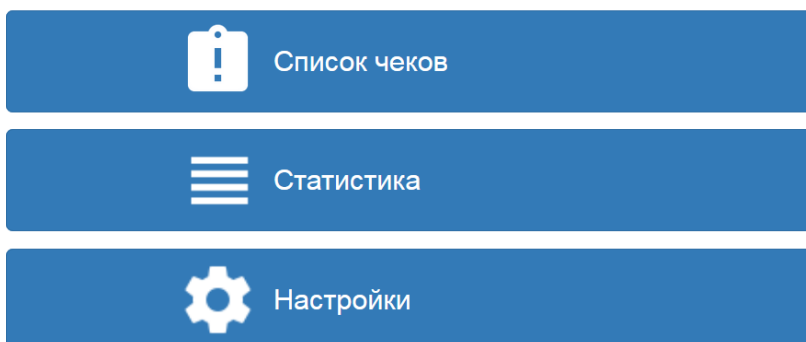 Список чеков
Статистика
Настройки